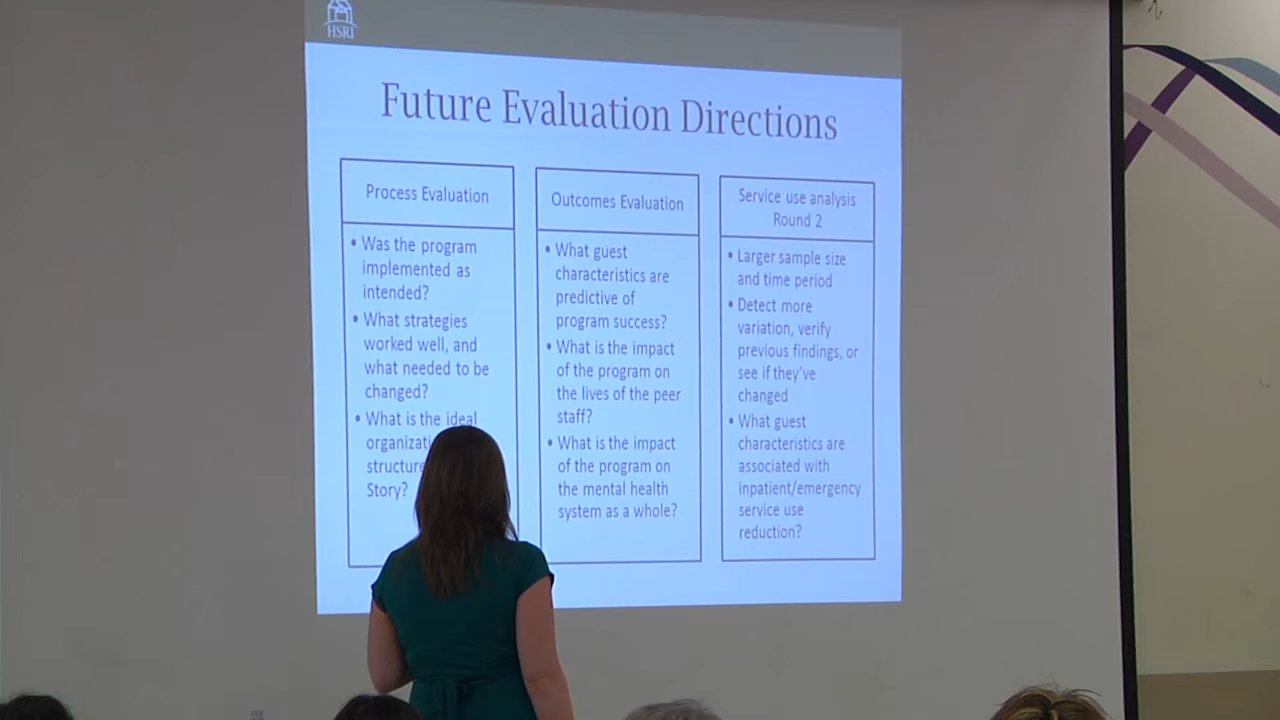 HSRI
Future Evaluation Directions
Process Evaluation
• Was the program
implemented as
intended?
• What strategies
worked well, and
what needed to be
changed?
• What is the ideal
structure
Story?
Outcomes Evaluation
• What guest
characteristics are
predictive of
program success?
• What is the impact
of the program on
the lives of the peer
staff?
• What is the impact
of the program on
the mental health
system as a whole?
Service use analysis
Round 2
• Larger sample size
and time period
• Detect more
variation, verify
previous findings, or
see if they've
changed
• What guest
characteristics are
associated with
inpatient/emergency
service use
reduction?